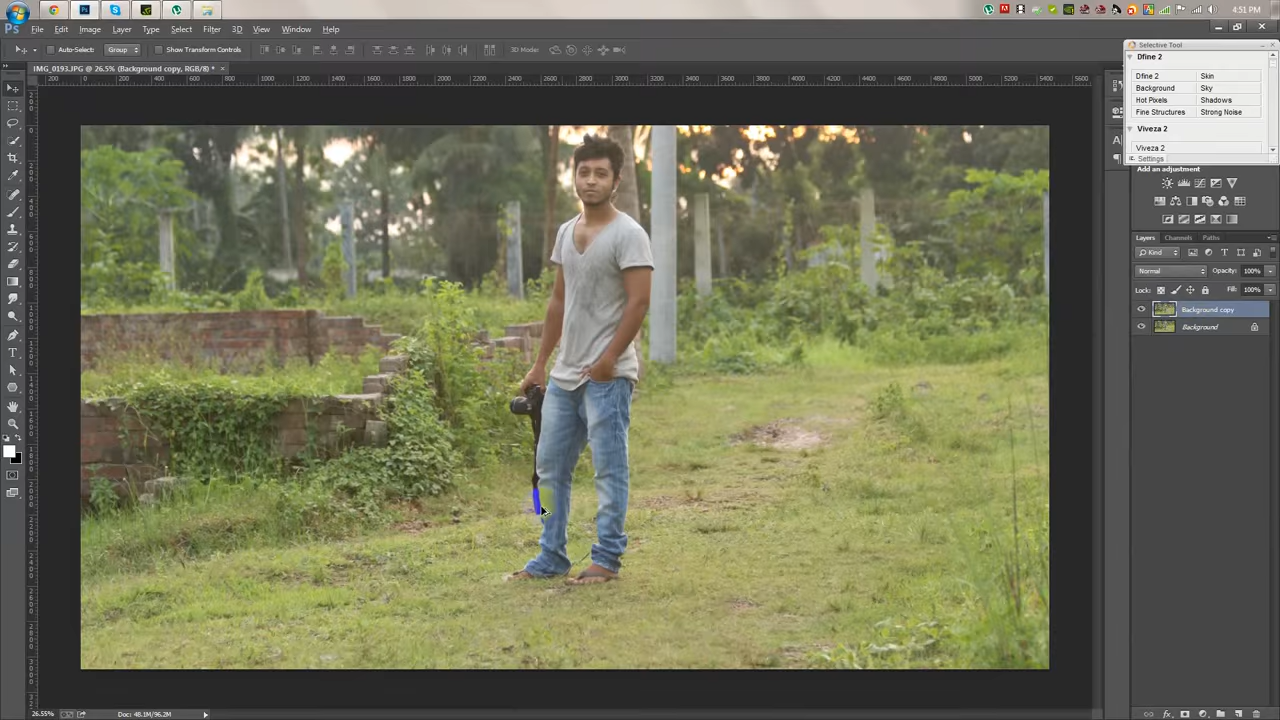 4:51 PM
PS File Edit Image Layer Type Select Filter 3D View Window Help
Auto-Select: Group Show Transform Controls 3D Mode:
Selective Tool
IMG_0193.JPG @ 26.5% (Background copy, RGB/8) *
Dfine 2
Dfine 2 Skin
Background Sky
Hot Pixels Shadows
Fine Structures Strong Noise
Viveza 2
Viveza 2
Settings
Add an adjustment
Layers Channels Paths
Kind
Normal Opacity: 100%
Lock: Fill: 100%
Background copy
Background
26.55% Doc: 48.1M/96.2M